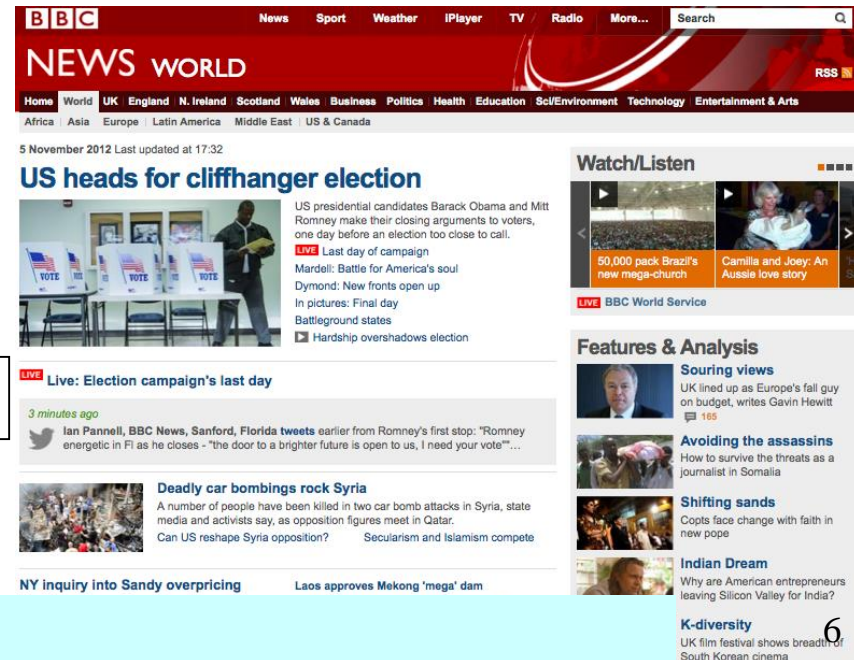 BBC News Sport Weather iPlayer TV Radio More... Search
NEWS WORLD
RSS
Home World UK England N. Ireland Scotland Wales Business Politics Health Education Sci/Environment Technology Entertainment & Arts
Africa Asia Europe Latin America Middle East US & Canada
5 November 2012 Last updated at 17:32
US heads for cliffhanger election
VOTE VOTE VOTE
US presidential candidates Barack Obama and Mitt
Romney make their closing arguments to voters,
one day before an election too close to call.
LIVE Last day of campaign
Mardell: Battle for America's soul
Dymond: New fronts open up
In pictures: Final day
Battleground states
Hardship overshadows election
LIVE Live: Election campaign's last day
3 minutes ago
Ian Pannell, BBC News, Sanford, Florida tweets earlier from Romney's first stop: "Romney
energetic in Fl as he closes - "the door to a brighter future is open to us, I need your vote""...
Deadly car bombings rock Syria
A number of people have been killed in two car bomb attacks in Syria, state
media and activists say, as opposition figures meet in Qatar.
Can US reshape Syria opposition? Secularism and Islamism compete
NY inquiry into Sandy overpricing Laos approves Mekong 'mega' dam
Watch/Listen
50,000 pack Brazil's
new mega-church
Camilla and Joey: An
Aussie love story
LIVE BBC World Service
Features & Analysis
Souring views
UK lined up as Europe's fall guy
on budget, writes Gavin Hewitt
165
Avoiding the assassins
How to survive the threats as a
journalist in Somalia
Shifting sands
Copts face change with faith in
new pope
Indian Dream
Why are American entrepreneurs
leaving Silicon Valley for India?
K-diversity
UK film festival shows breadth of
South Korean cinema
6